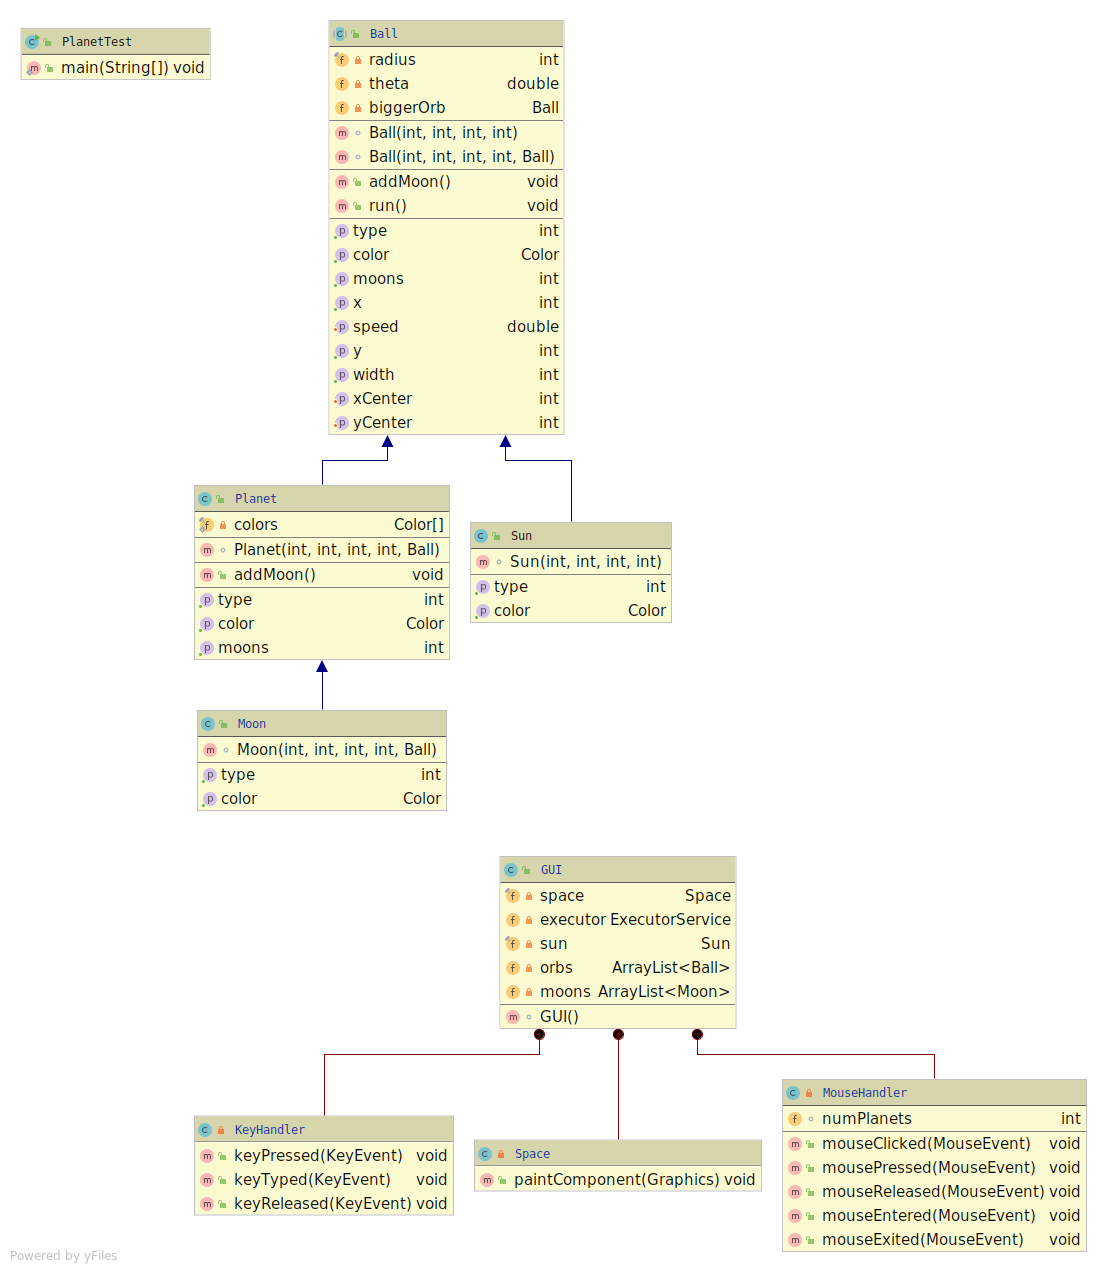 PlanetTest
main(String[]) void
Ball
radius int
theta double
biggerOrb Ball
Ball(int, int, int, int)
Ball(int, int, int, int, Ball)
addMoon() void
run() void
type int
color Color
moons int
x int
speed double
y int
width int
xCenter int
yCenter int
Planet
colors Color[]
Planet(int, int, int, int, Ball)
addMoon() void
type int
color Color
moons int
Sun
Sun(int, int, int, int)
type int
color Color
Moon
Moon(int, int, int, int, Ball)
type int
color Color
GUI
space Space
executor ExecutorService
sun Sun
orbs ArrayList<Ball>
moons ArrayList<Moon>
GUI()
KeyHandler
keyPressed(KeyEvent) void
keyTyped(KeyEvent) void
keyReleased(KeyEvent) void
Space
paintComponent(Graphics) void
MouseHandler
numPlanets int
mouseClicked(MouseEvent) void
mousePressed(MouseEvent) void
mouseReleased(MouseEvent) void
mouseEntered(MouseEvent) void
mouseExited(MouseEvent) void
Powered by yFiles